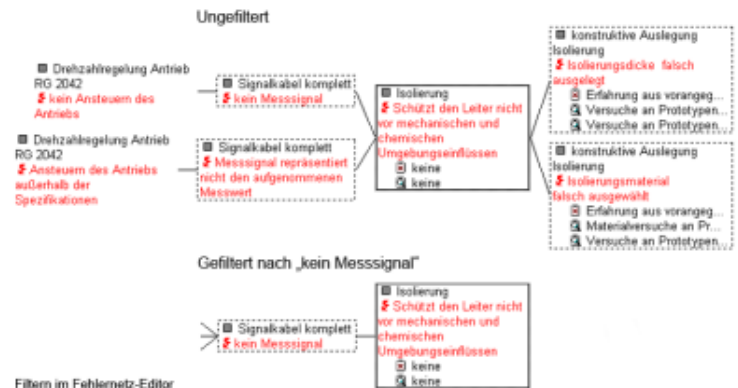 Ungefiltert
Drehzahlregelung Antrieb
RG 2042
kein Ansteuern des
Antriebs
Drehzahlregelung Antrieb
RG 2042
Ansteuern des Antriebs
außerhalb der
Spezifikationen
Signalkabel komplett
kein Messsignal
Signalkabel komplett
Messsignal repräsentiert
nicht den aufgenommenen
Messwert
Isolierung
Schützt den Leiter nicht
vor mechanischen und
chemischen
Umgebungseinflüssen
keine
keine
konstruktive Auslegung
Isolierung
Isolierungsdicke falsch
ausgelegt
Erfahrung aus vorangeg...
Versuche an Prototypen...
Versuche an Prototypen...
konstruktive Auslegung
Isolierung
Isolierungsmaterial
falsch ausgewählt
Erfahrung aus vorangeg...
Materialversuche an Pr...
Versuche an Prototypen...
Gefiltert nach „kein Messsignal"
Signalkabel komplett
kein Messsignal
Isolierung
Schützt den Leiter nicht
vor mechanischen und
chemischen
Umgebungseinflüssen
keine
keine
Filtern im Fehlernetz-Editor